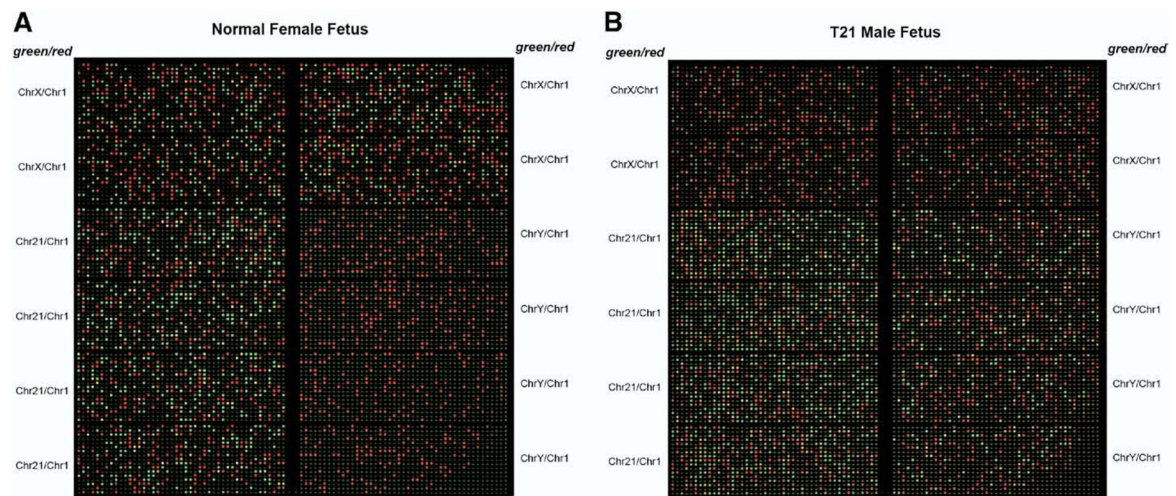 A
Normal Female Fetus
green/red
green/red
ChrX/Chr1
ChrX/Chr1
ChrX/Chr1
ChrX/Chr1
Chr21/Chr1
ChrY/Chr1
Chr21/Chr1
ChrY/Chr1
Chr21/Chr1
ChrY/Chr1
Chr21/Chr1
ChrY/Chr1
B
T21 Male Fetus
green/red
green/red
ChrX/Chr1
ChrX/Chr1
ChrX/Chr1
ChrX/Chr1
Chr21/Chr1
ChrY/Chr1
Chr21/Chr1
ChrY/Chr1
Chr21/Chr1
ChrY/Chr1
Chr21/Chr1
ChrY/Chr1